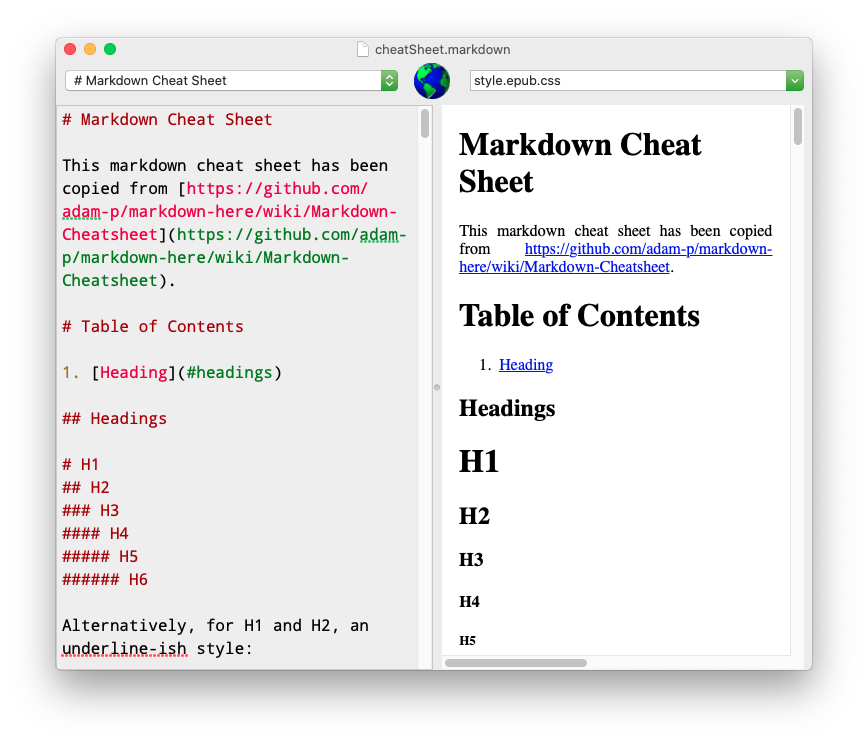 cheatSheet.markdown
# Markdown Cheat Sheet
style.epub.css
# Markdown Cheat Sheet
This markdown cheat sheet has been
copied from [https://github.com/
adam-p/markdown-here/wiki/Markdown-
Cheatsheet](https://github.com/adam-
p/markdown-here/wiki/Markdown-
Cheatsheet).
# Table of Contents
1. [Heading](#headings)
## Headings
# H1
## H2
### H3
#### H4
##### H5
###### H6
Alternatively, for H1 and H2, an
underline-ish style:
Markdown Cheat
Sheet
This markdown cheat sheet has been copied
from https://github.com/adam-p/markdown-
here/wiki/Markdown-Cheatsheet.
Table of Contents
1. Heading
Headings
H1
H2
H3
H4
H5